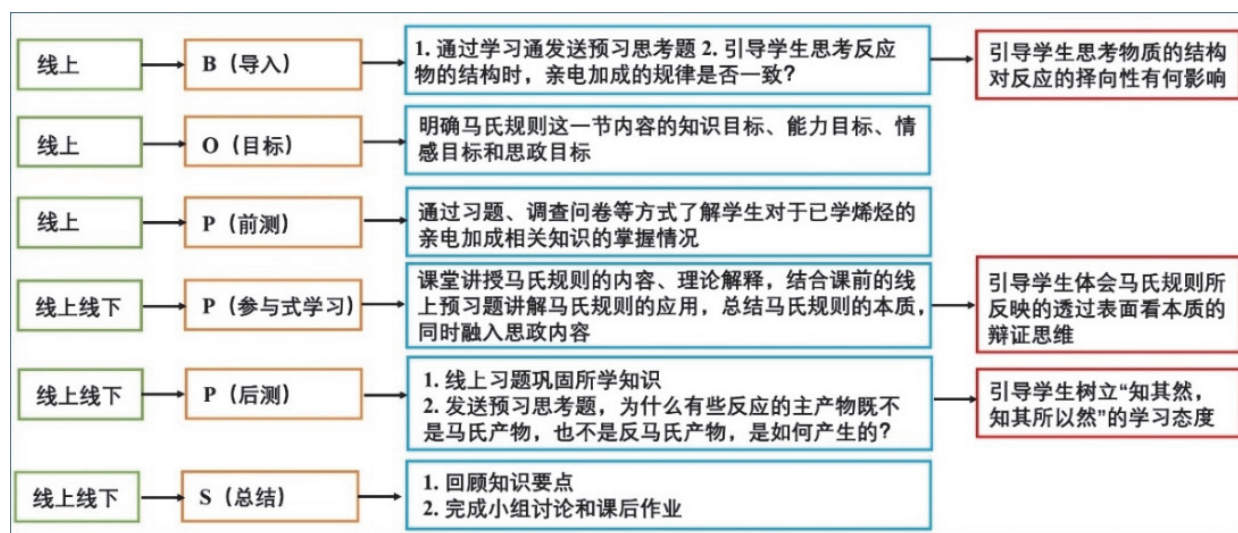 线上
B（导入）
1. 通过学习通发送预习思考题 2. 引导学生思考反应
物的结构时，亲电加成的规律是否一致？
引导学生思考物质的结构
对反应的择向性有何影响
线上
O（目标）
明确马氏规则这一节内容的知识目标、能力目标、情
感目标和思政目标
线上
P（前测）
通过习题、调查问卷等方式了解学生对于已学烯烃的
亲电加成相关知识的掌握情况
线上线下
P（参与式学习）
课堂讲授马氏规则的内容、理论解释，结合课前的线
上预习题讲解马氏规则的应用，总结马氏规则的本质，
同时融入思政内容
引导学生体会马氏规则所
反映的透过表面看本质的
辩证思维
线上线下
P（后测）
1. 线上习题巩固所学知识
2. 发送预习思考题，为什么有些反应的主产物既不
是马氏产物，也不是反马氏产物，是如何产生的？
引导学生树立“知其然，
知其所以然”的学习态度
线上线下
S（总结）
1. 回顾知识要点
2. 完成小组讨论和课后作业